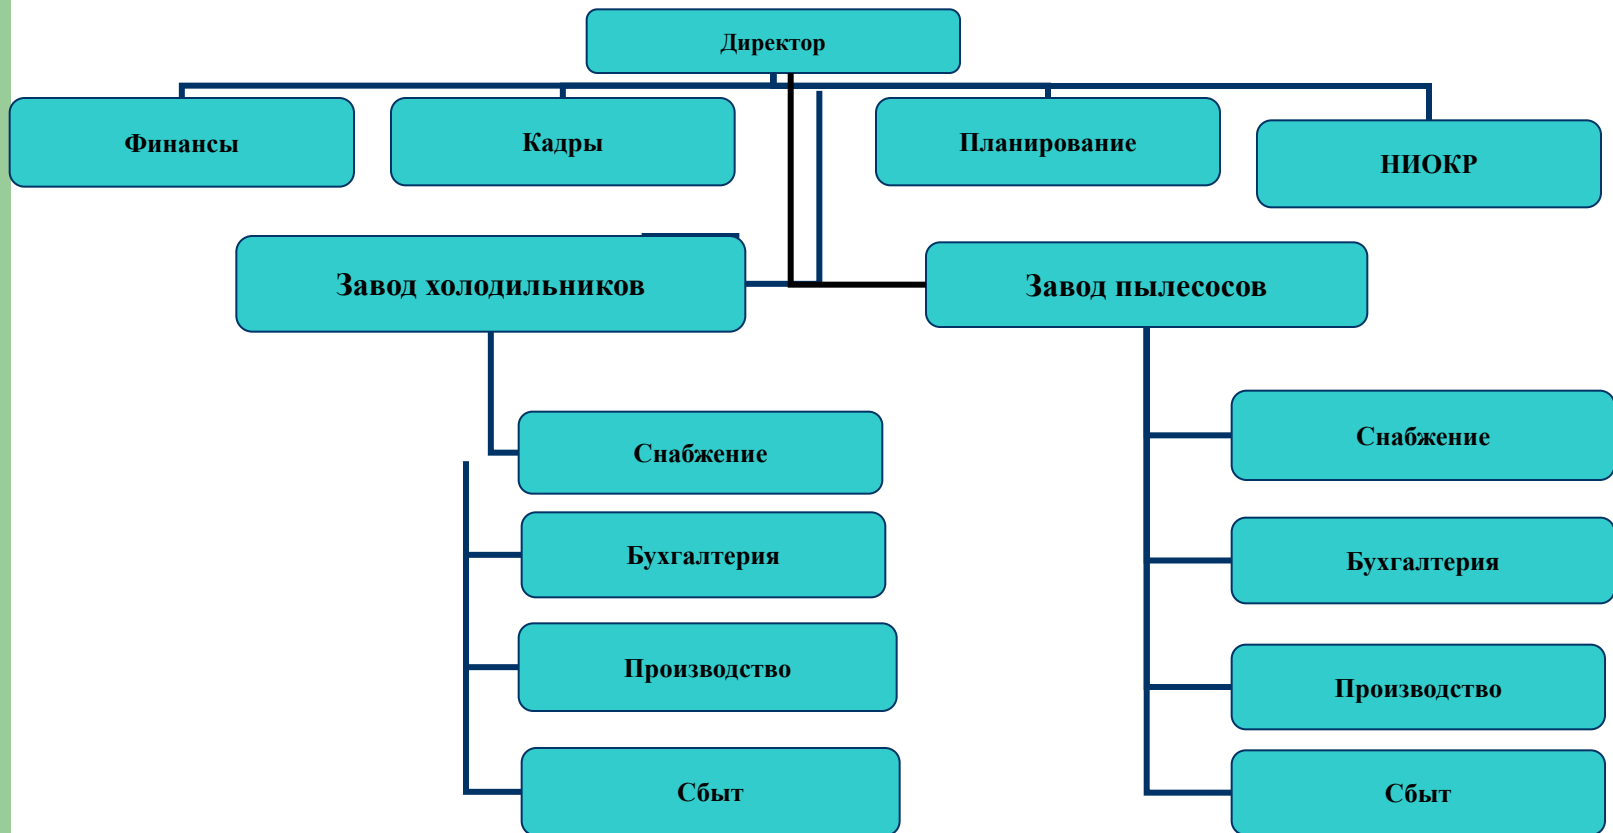 Директор
Финансы
Кадры
Планирование
НИОКР
Завод холодильников
Завод пылесосов
Снабжение
Бухгалтерия
Производство
Сбыт
Снабжение
Бухгалтерия
Производство
Сбыт